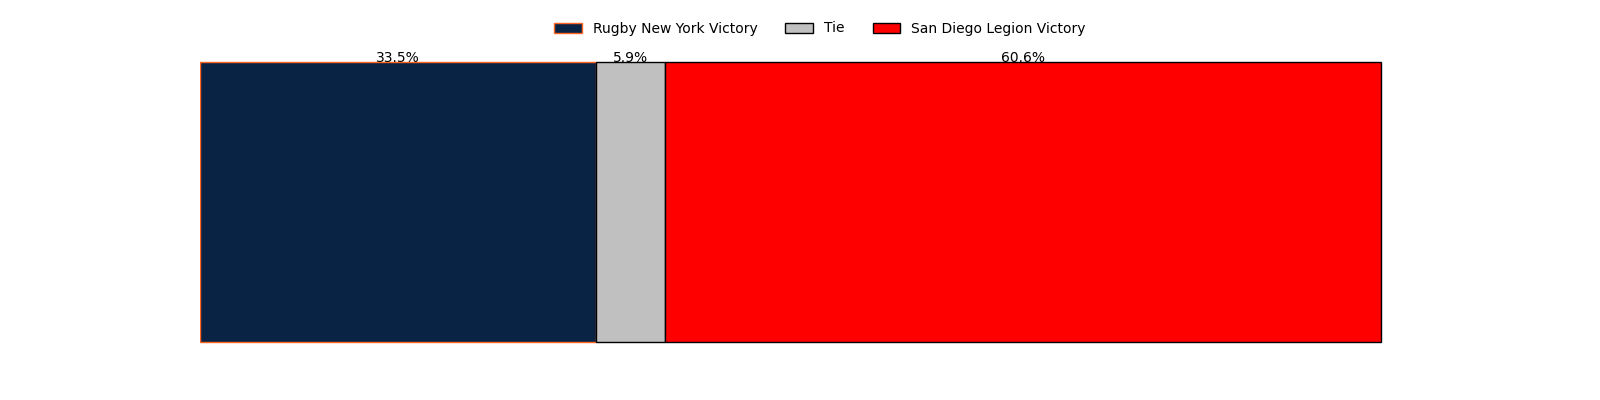 Rugby New York Victory Tie San Diego Legion Victory
33.5% 5.9% 60.6%